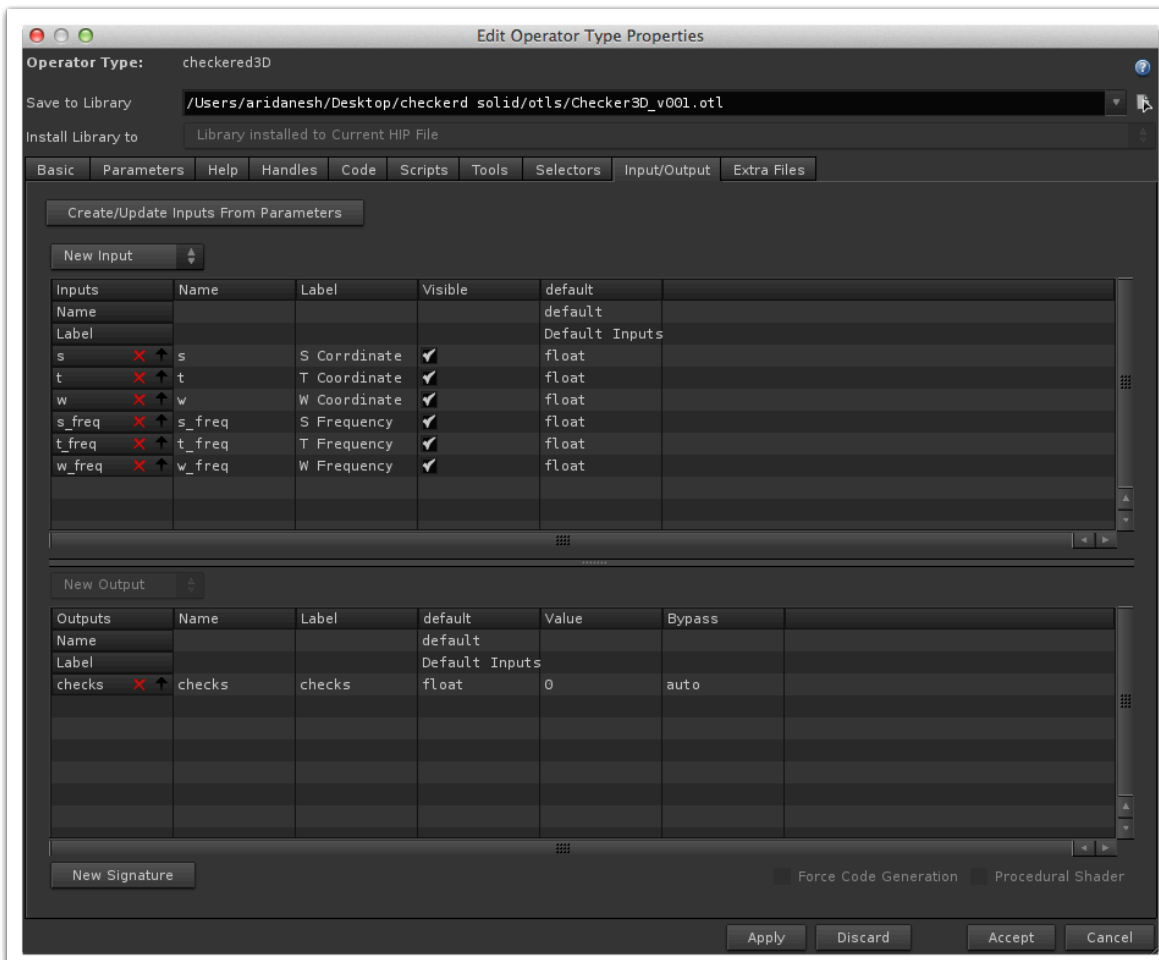 Edit Operator Type Properties
Operator Type: checkered3D
Save to Library /Users/aridanesh/Desktop/checkerd solid/otls/Checker3D_v001.otl
Install Library to Library installed to Current HIP File
Basic Parameters Help Handles Code Scripts Tools Selectors Input/Output Extra Files
Create/Update Inputs From Parameters
New Input
Inputs Name Label Visible default
Name default
Label Default Inputs
s s S Corrdinate float
t t T Coordinate float
w w W Coordinate float
s_freq s_freq S Frequency float
t_freq t_freq T Frequency float
w_freq w_freq W Frequency float
New Output
Outputs Name Label default Value Bypass
Name default
Label Default Inputs
checks checks checks float 0 auto
New Signature Force Code Generation Procedural Shader
Apply Discard Accept Cancel